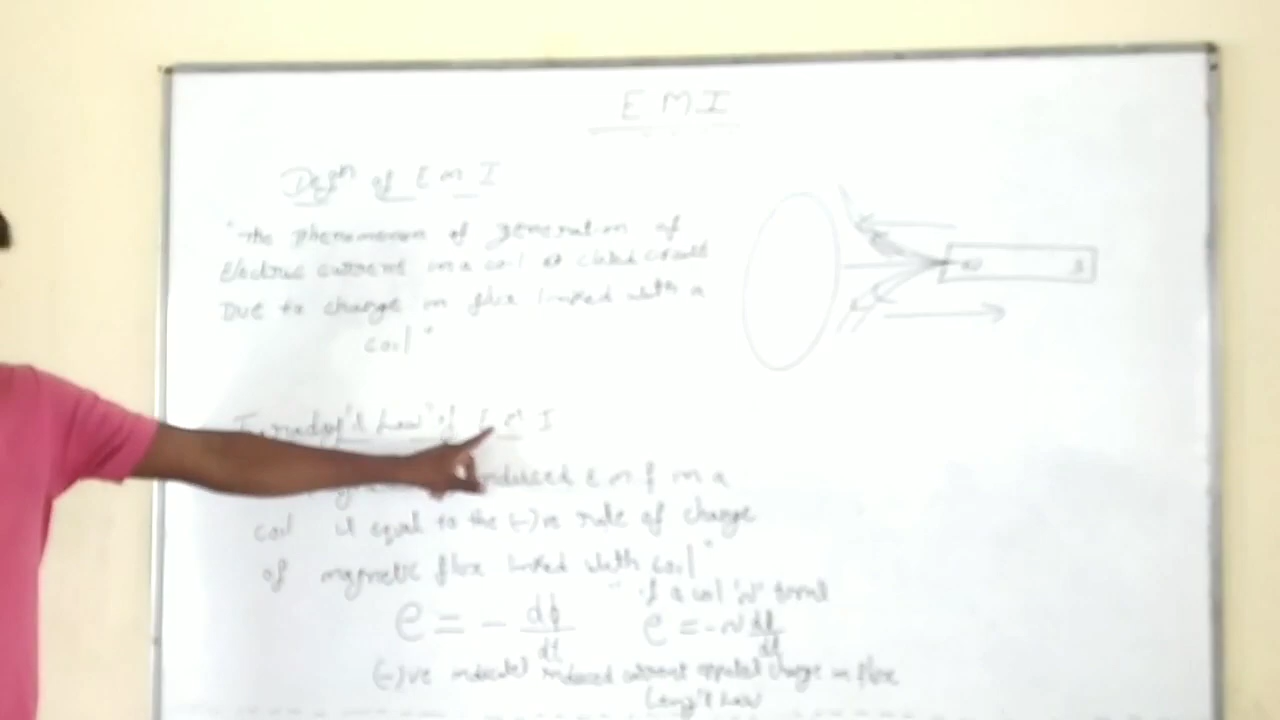 EMI
Defn of EMI
"The phenomenon of generation of
Electric current in a coil or closed circuit
Due to change in flux linked with a
coil"
N S
Faraday's Law of E M I
induced Emf in a
coil is equal to the (-)ve rate of change
of magnetic flux linked with coil"
If a coil 'N' turns
e = - dφ/dt e = -N dφ/dt
(-)ve indicates induced current opposes change in flux
Lenz's Law